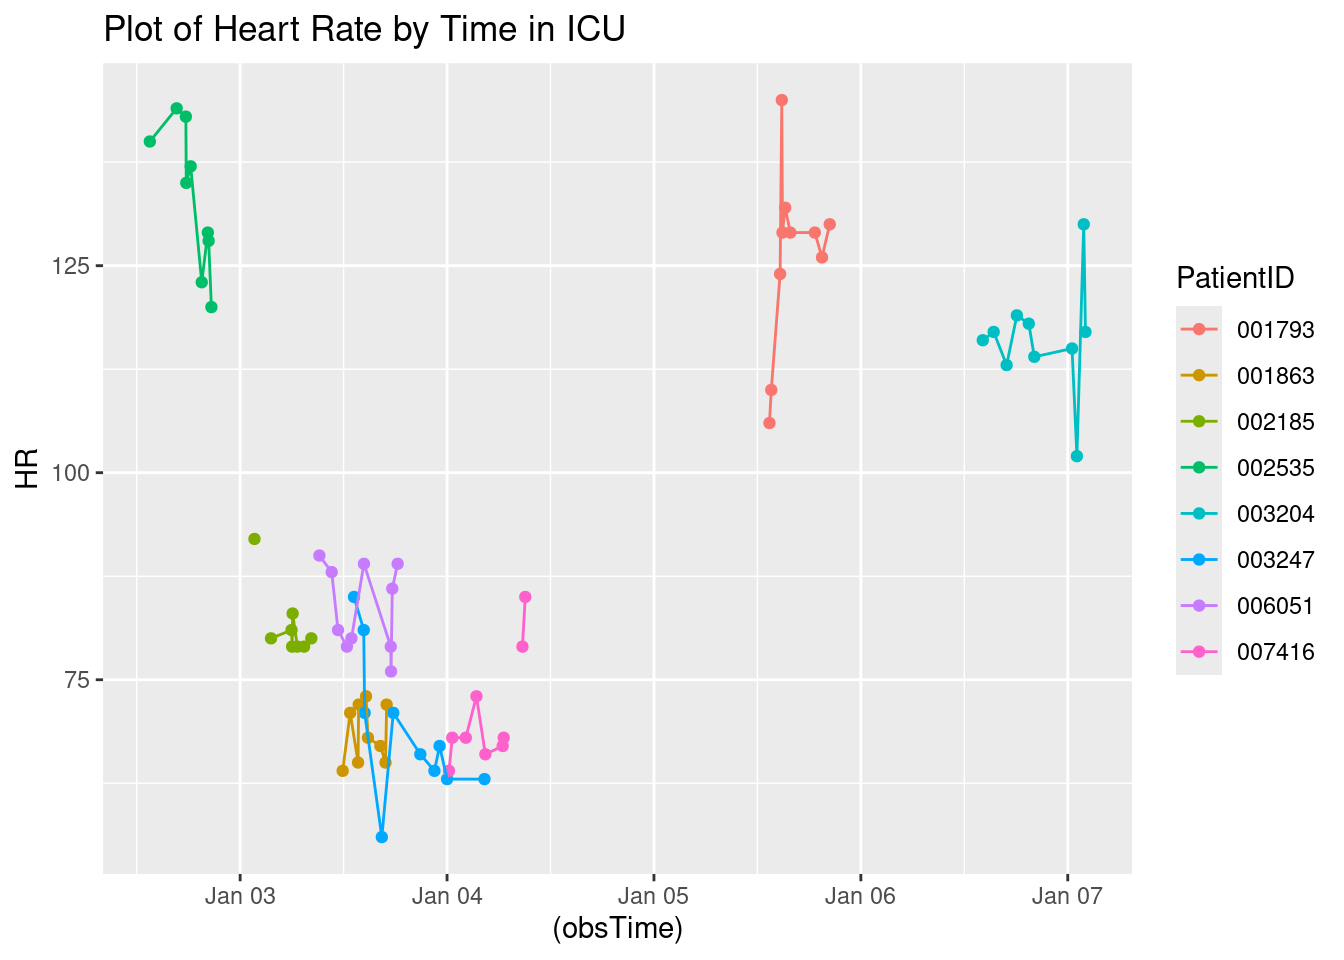 Plot of Heart Rate by Time in ICU
125
100
75
HR
Jan 03
Jan 04
Jan 05
Jan 06
Jan 07
(obsTime)
PatientID
001793
001863
002185
002535
003204
003247
006051
007416